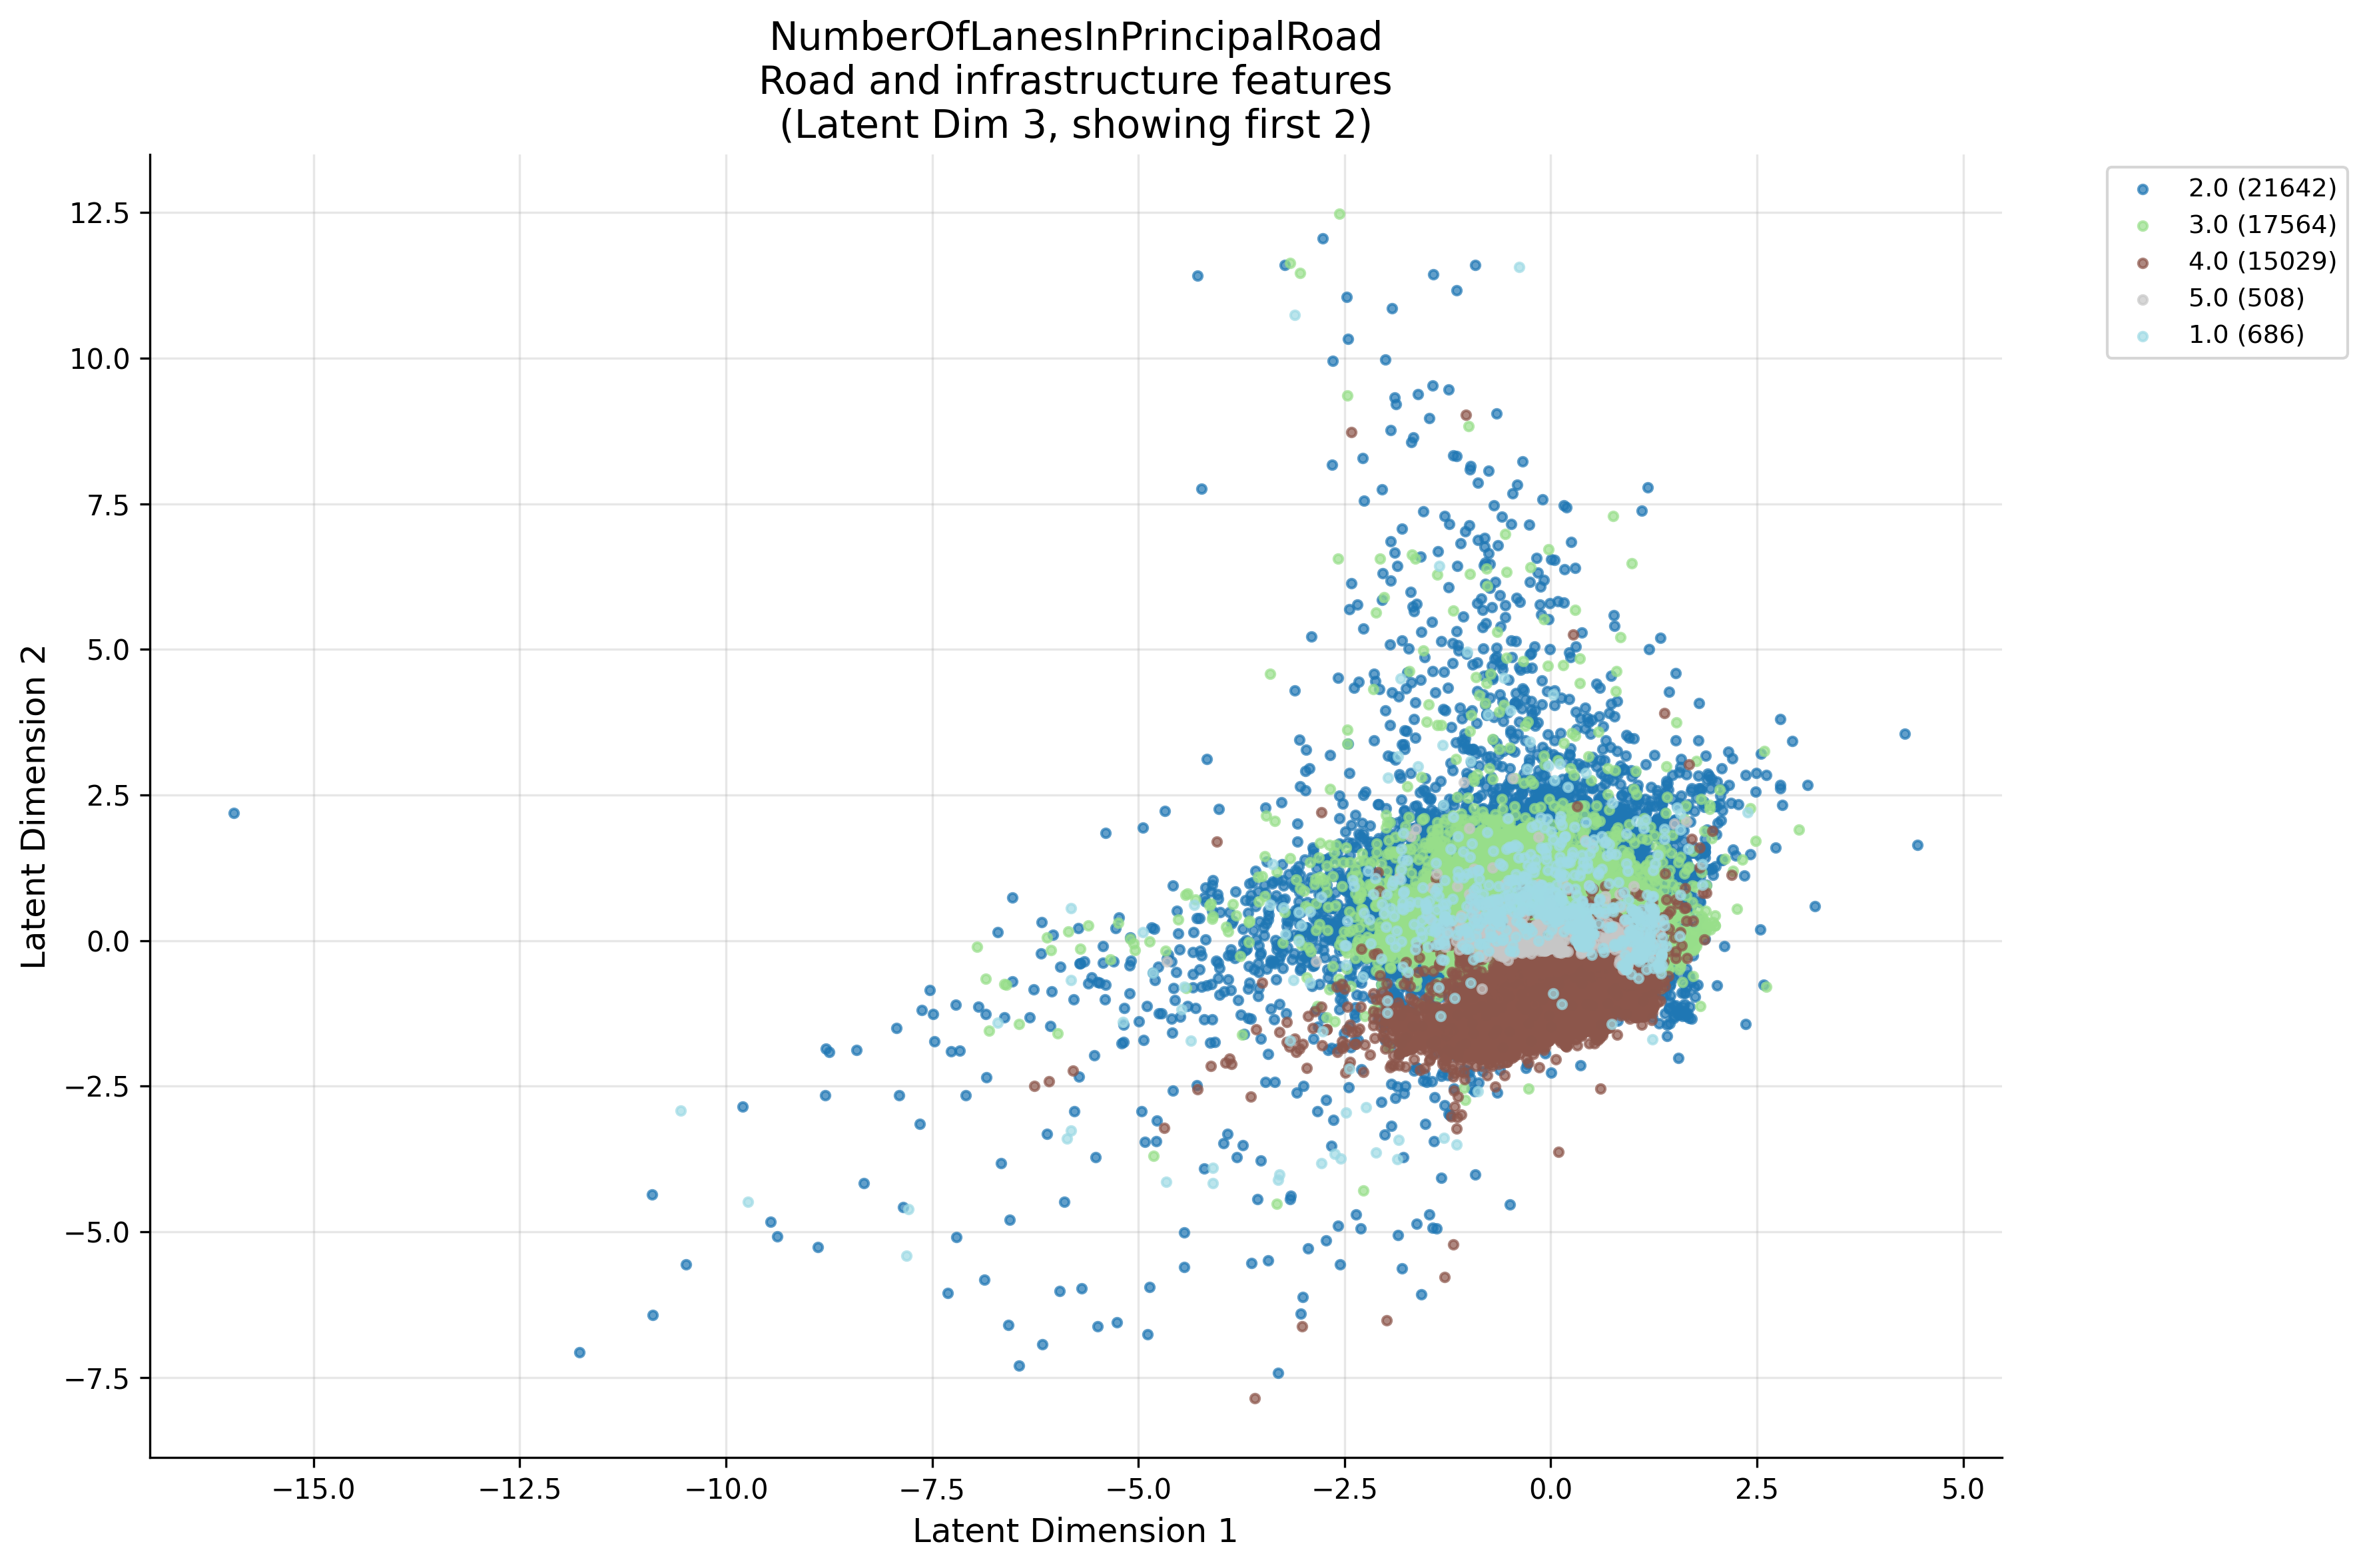 NumberOfLanesInPrincipalRoad
Road and infrastructure features
(Latent Dim 3, showing first 2)
2.0 (21642)
3.0 (17564)
4.0 (15029)
5.0 (508)
1.0 (686)
12.5
10.0
7.5
5.0
2.5
0.0
−2.5
−5.0
−7.5
Latent Dimension 2
−15.0 −12.5 −10.0 −7.5 −5.0 −2.5 0.0 2.5 5.0
Latent Dimension 1